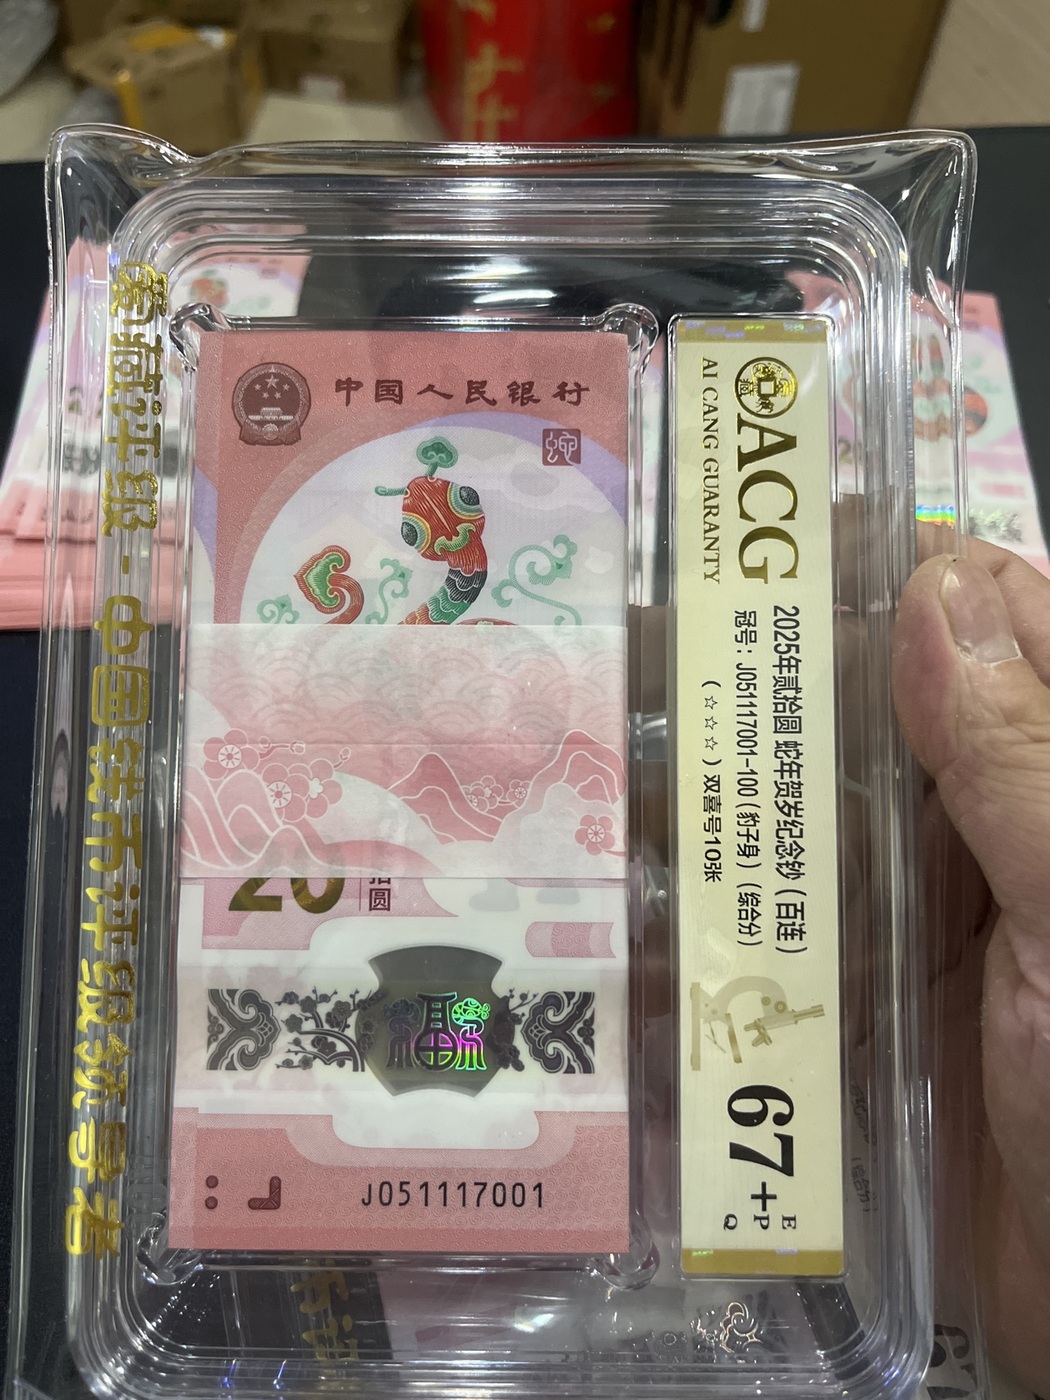 中国人民银行
蛇
20
圆
福
J051117001
爱藏评级 - 中国钱币评级领导者
ACG
AI CANG GUARANTY
2025年贰拾圆 蛇年贺岁纪念钞（百连）
冠号：J051117001-100（豹子身）（综合分）
（☆☆☆）双喜号10张
67+
E
P
Q